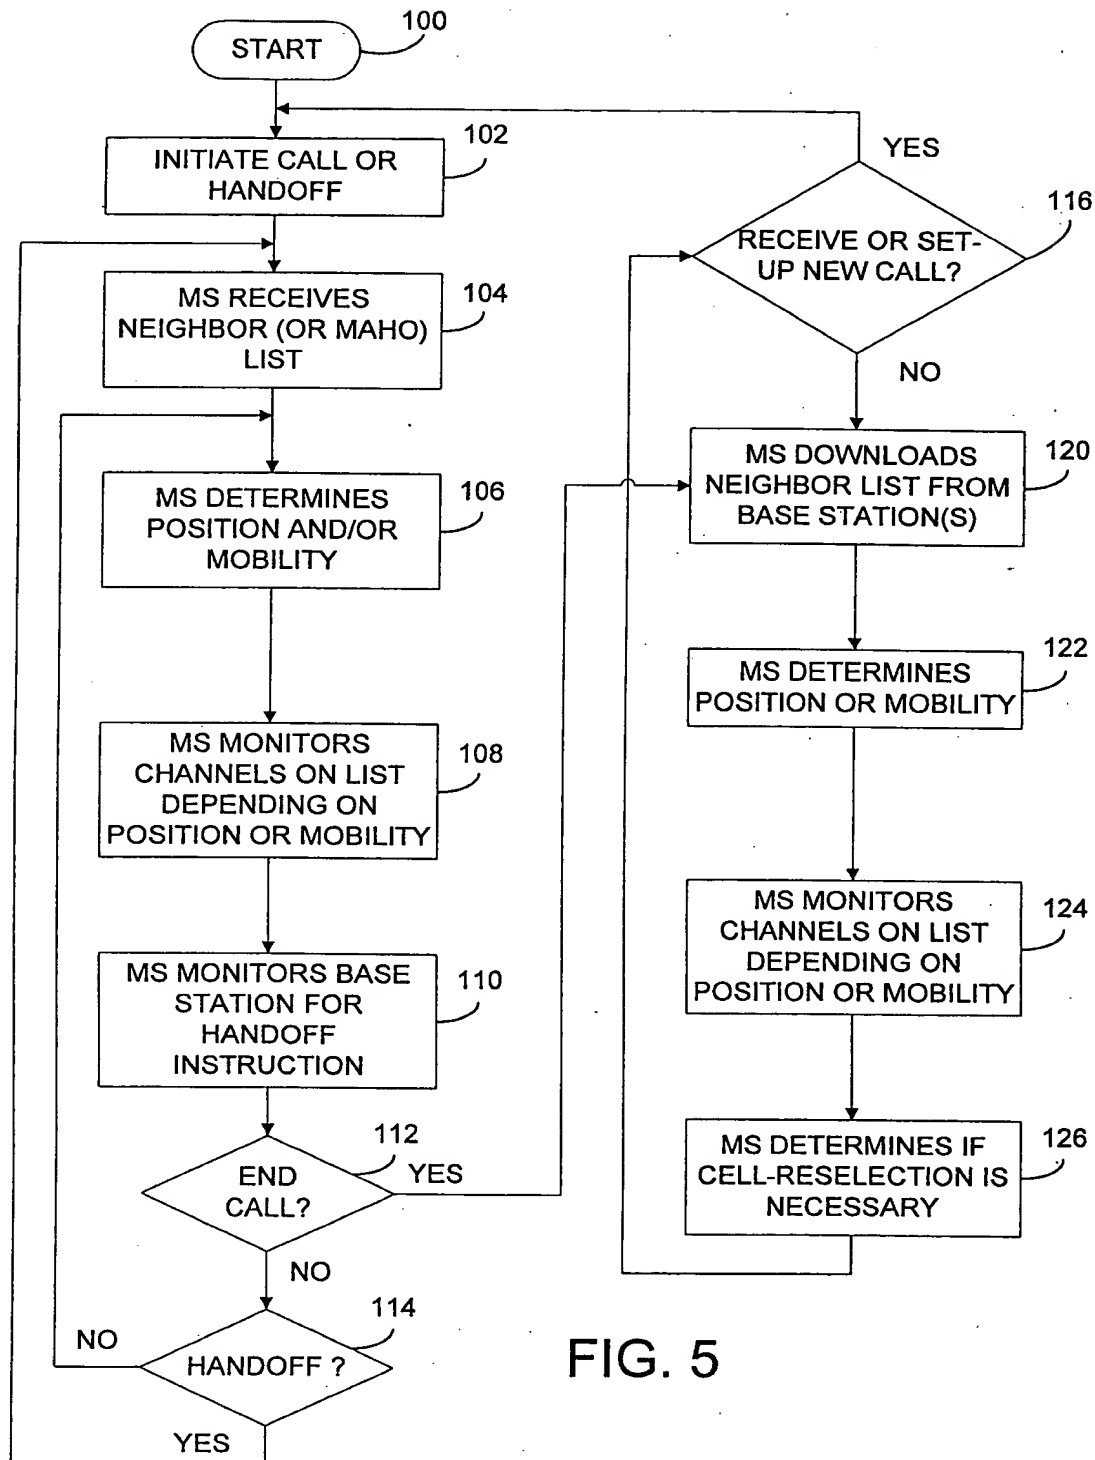 START
100
INITIATE CALL OR
HANDOFF
102
MS RECEIVES
NEIGHBOR (OR MAHO)
LIST
104
MS DETERMINES
POSITION AND/OR
MOBILITY
106
MS MONITORS
CHANNELS ON LIST
DEPENDING ON
POSITION OR MOBILITY
108
MS MONITORS BASE
STATION FOR
HANDOFF
INSTRUCTION
110
END
CALL?
112
YES
NO
HANDOFF ?
114
NO
YES
YES
RECEIVE OR SET-
UP NEW CALL?
116
NO
MS DOWNLOADS
NEIGHBOR LIST FROM
BASE STATION(S)
120
MS DETERMINES
POSITION OR MOBILITY
122
MS MONITORS
CHANNELS ON LIST
DEPENDING ON
POSITION OR MOBILITY
124
MS DETERMINES IF
CELL-RESELECTION IS
NECESSARY
126
FIG. 5